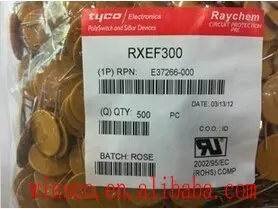 tyco Electronics
Raychem
PolySwitch and SiBar Devices
CIRCUIT PROTECTION
RXEF300
(1P) RPN: E37266-000
(Q) QTY: 500 PC
DATE: 03/13/12
C.O.O.:
BATCH: ROSE
2002/95/EC
(ROHS) COMP
winsco.en.alibaba.com